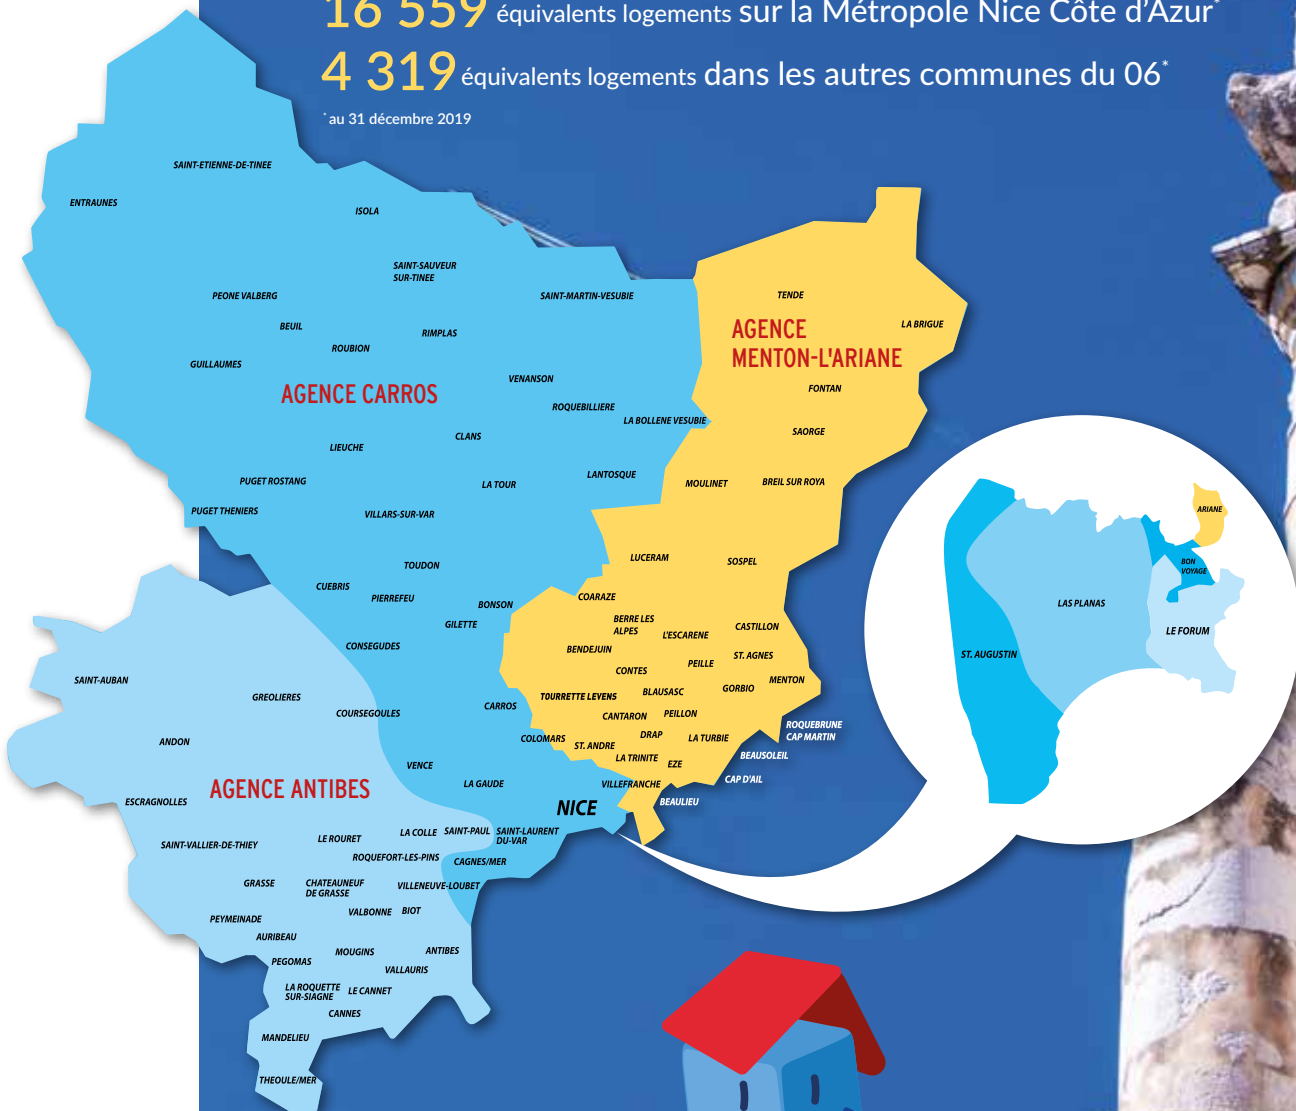 16 559 équivalents logements sur la Métropole Nice Côte d'Azur*
4 319 équivalents logements dans les autres communes du 06*
*au 31 décembre 2019
SAINT-ETIENNE-DE-TINEE
ENTRAUNES
ISOLA
SAINT-SAUVEUR
SUR-TINEE
PEONE VALBERG
SAINT-MARTIN-VESUBIE
BEUIL
RIMPLAS
ROUBION
GUILLAUMES
VENANSON
AGENCE CARROS
ROQUEBILLIERE
LA BOLLENE VESUBIE
CLANS
LIEUCHE
LANTOSQUE
PUGET ROSTANG
LA TOUR
PUGET THENIERS
VILLARS-SUR-VAR
TOUDON
CUEBRIS
PIERREFEU
BONSON
GILETTE
CONSEGUDES
CARROS
COLOMARS
VENCE
LA GAUDE
NICE
SAINT-LAURENT
DU-VAR
CAGNES/MER
TENDE
LA BRIGUE
AGENCE
MENTON-L'ARIANE
FONTAN
SAORGE
MOULINET
BREIL SUR ROYA
LUCERAM
SOSPEL
COARAZE
BERRE LES
ALPES
L'ESCARENE
CASTILLON
BENDEJUIN
ST. AGNES
PEILLE
CONTES
MENTON
GORBIO
BLAUSASC
TOURRETTE LEVENS
CANTARON
PEILLON
ROQUEBRUNE
CAP MARTIN
DRAP
LA TURBIE
ST. ANDRE
BEAUSOLEIL
LA TRINITE
EZE
CAP D'AIL
VILLEFRANCHE
BEAULIEU
SAINT-AUBAN
GREOLIERES
COURSEGOULES
ANDON
AGENCE ANTIBES
ESCRAGNOLLES
LA COLLE
SAINT-PAUL
LE ROURET
SAINT-VALLIER-DE-THIEY
ROQUEFORT-LES-PINS
GRASSE
CHATEAUNEUF
DE GRASSE
VILLENEUVE-LOUBET
VALBONNE
BIOT
PEYMEINADE
AURIBEAU
MOUGINS
ANTIBES
PEGOMAS
VALLAURIS
LA ROQUETTE
SUR-SIAGNE
LE CANNET
CANNES
MANDELIEU
THEOULE/MER
ARIANE
BON
VOYAGE
LAS PLANAS
LE FORUM
ST. AUGUSTIN